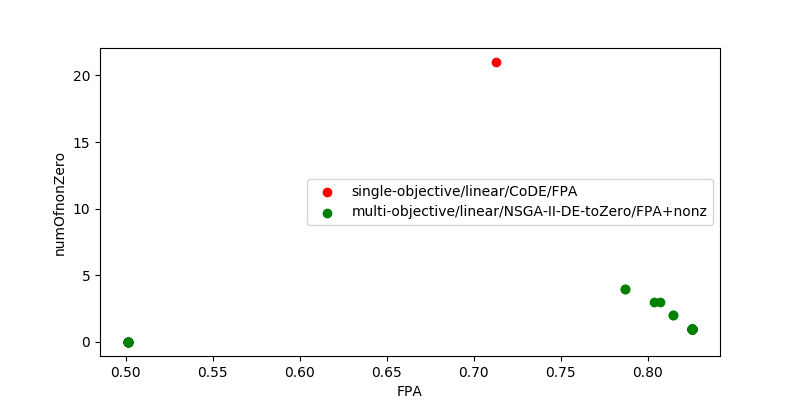 20
15
10
5
0
numOfnonZero
single-objective/linear/CoDE/FPA
multi-objective/linear/NSGA-II-DE-toZero/FPA+nonz
0.50 0.55 0.60 0.65 0.70 0.75 0.80
FPA